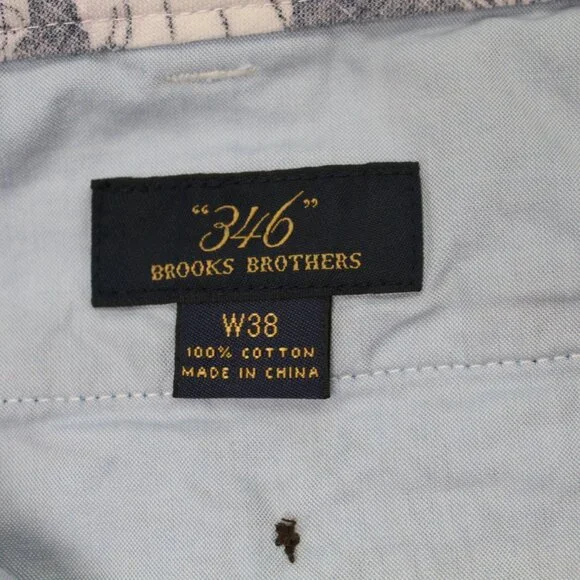 “346”
BROOKS BROTHERS
W38
100% COTTON
MADE IN CHINA